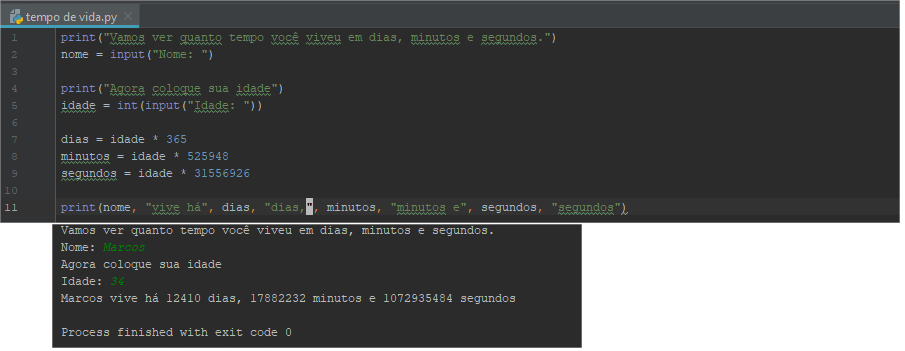 tempo de vida.py
1 print("Vamos ver quanto tempo você viveu em dias, minutos e segundos.")
2 nome = input("Nome: ")
3
4 print("Agora coloque sua idade")
5 idade = int(input("Idade: "))
6
7 dias = idade * 365
8 minutos = idade * 525948
9 segundos = idade * 31556926
10
11 print(nome, "vive há", dias, "dias,", minutos, "minutos e", segundos, "segundos")
Vamos ver quanto tempo você viveu em dias, minutos e segundos.
Nome: Marcos
Agora coloque sua idade
Idade: 34
Marcos vive há 12410 dias, 17882232 minutos e 1072935484 segundos
Process finished with exit code 0